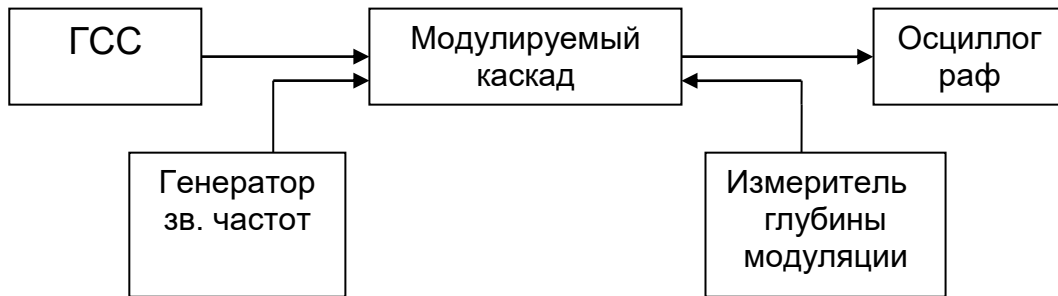 ГСС
Модулируемый
каскад
Осциллог
раф
Генератор
зв. частот
Измеритель
глубины
модуляции